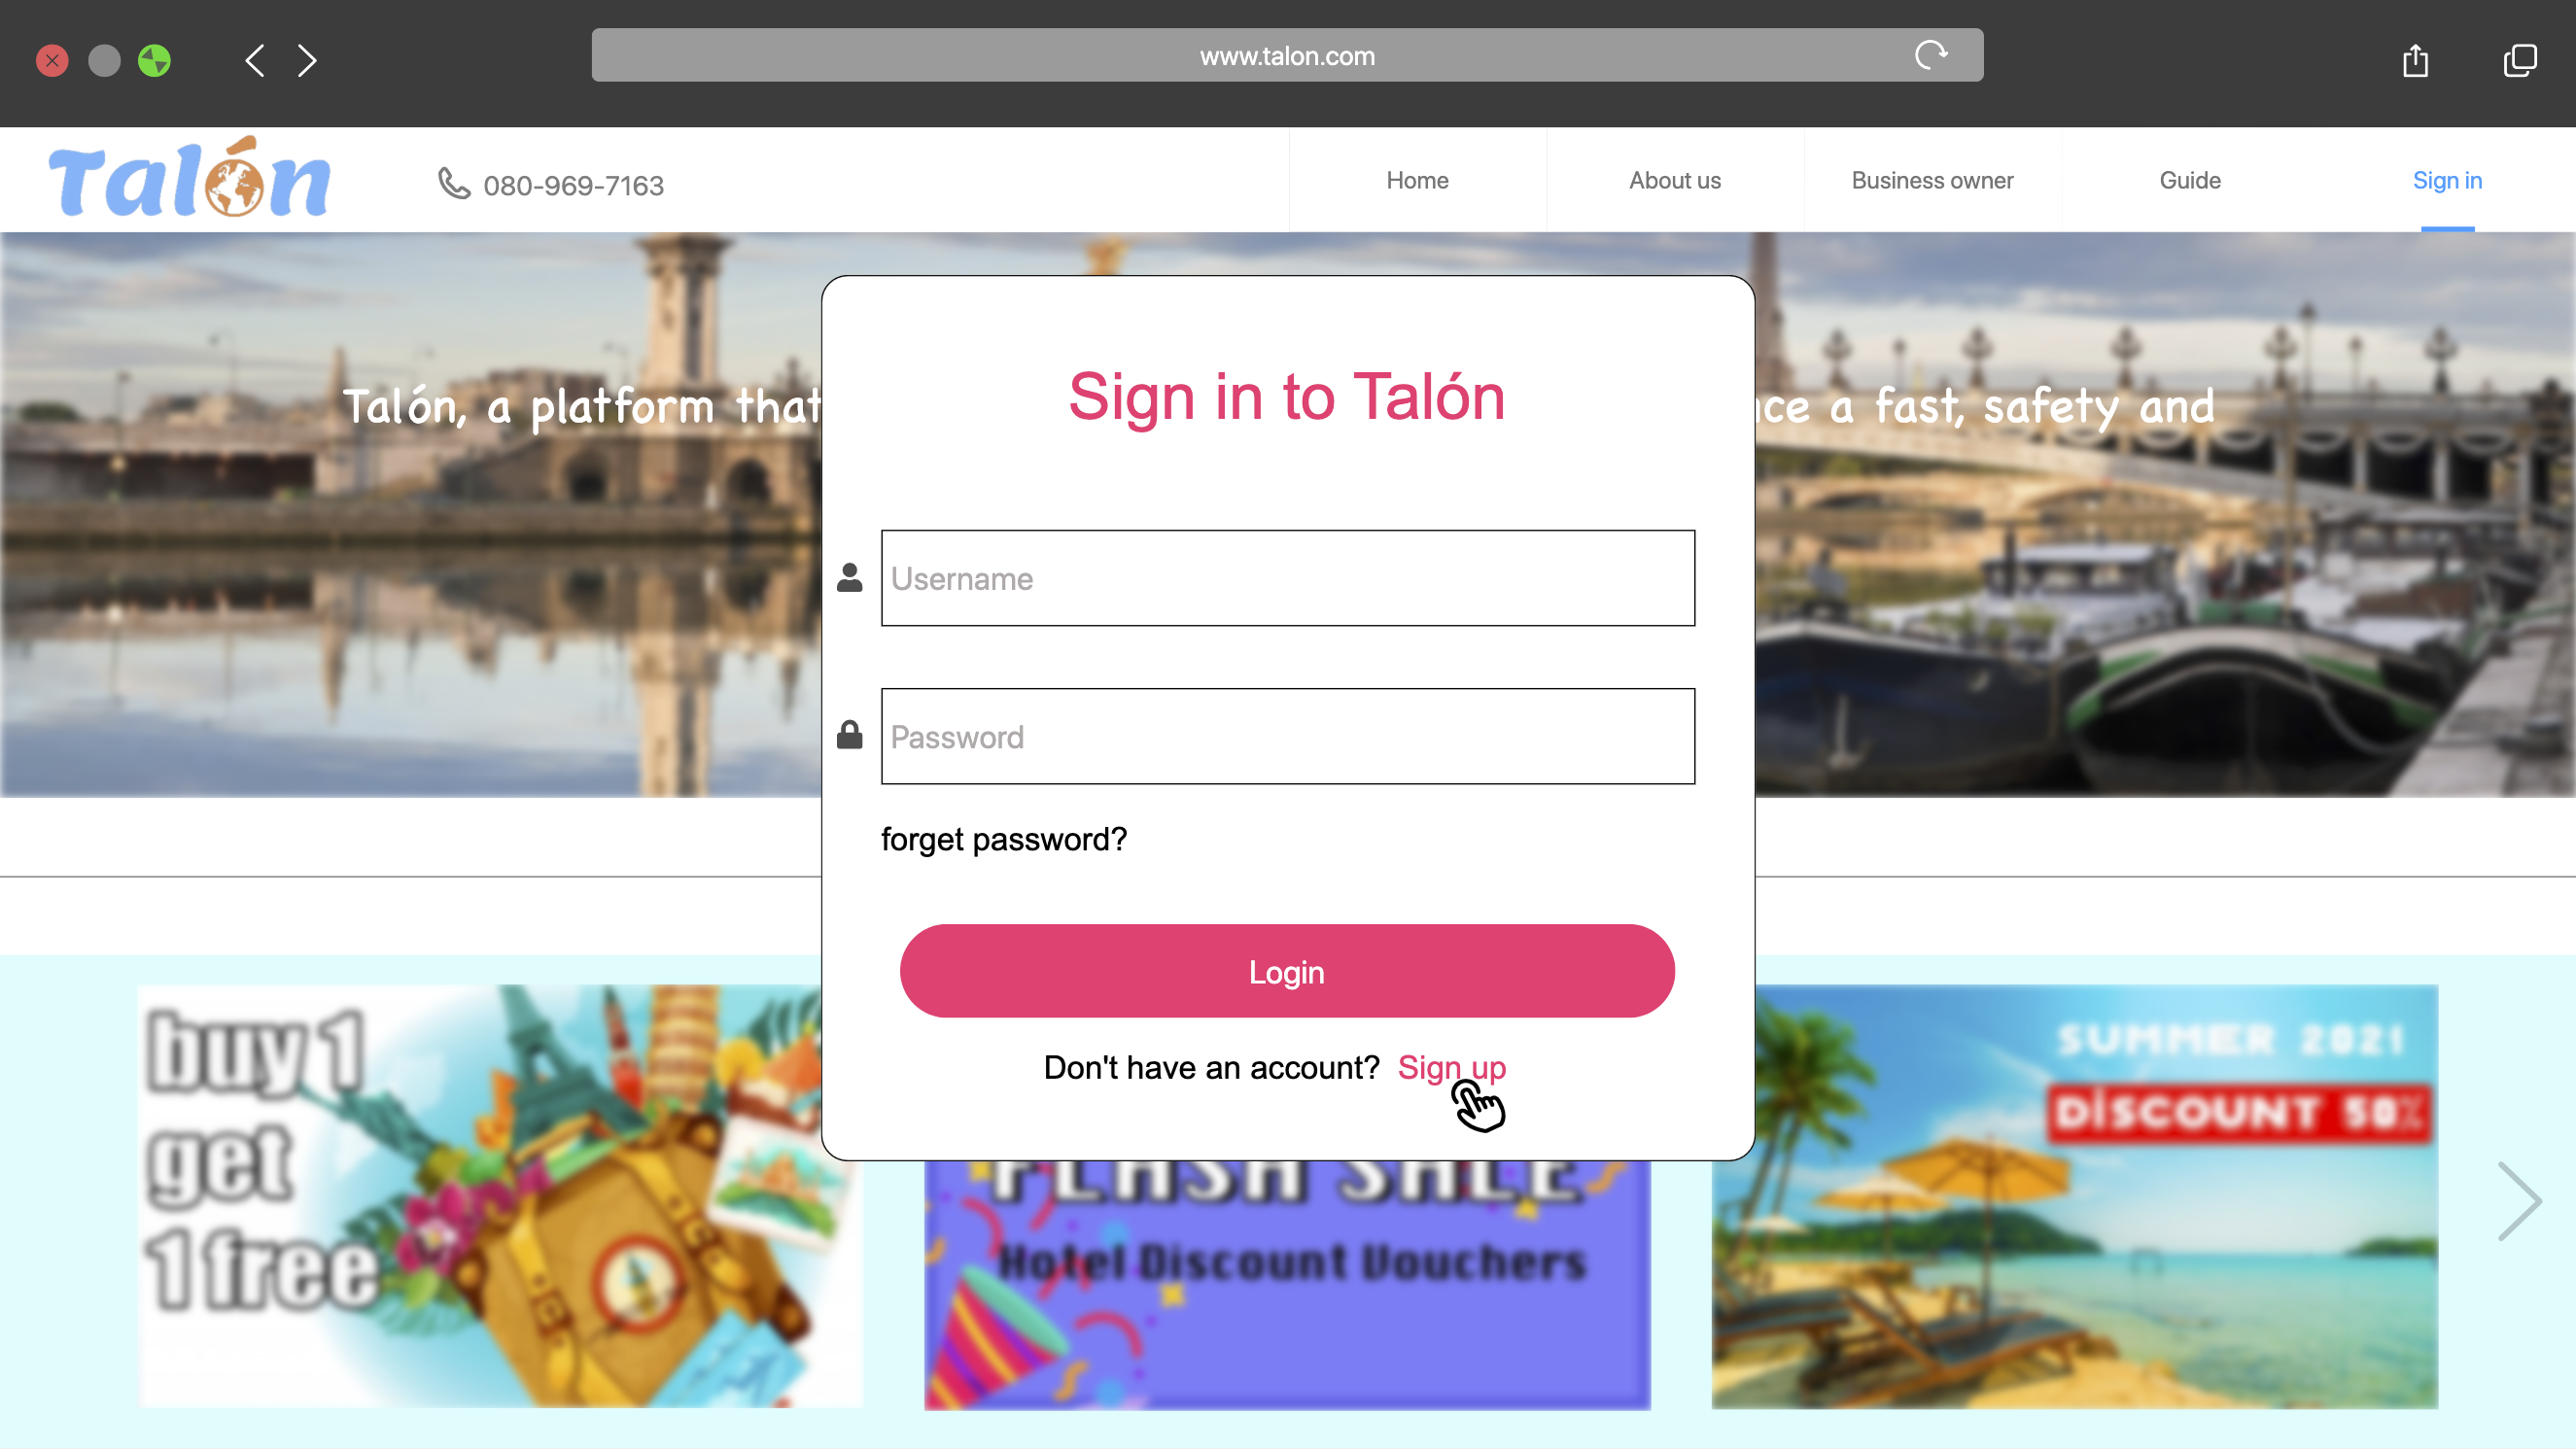 www.talon.com
Talón
080-969-7163
Home
About us
Business owner
Guide
Sign in
Talón, a platform that
a fast, safety and
Sign in to Talón
Username
Password
forget password?
Login
Don't have an account? Sign up
buy 1
get
1 free
FLASH SALE
Hotel Discount Vouchers
SUMMER 2021
DİSCOUNT 50%